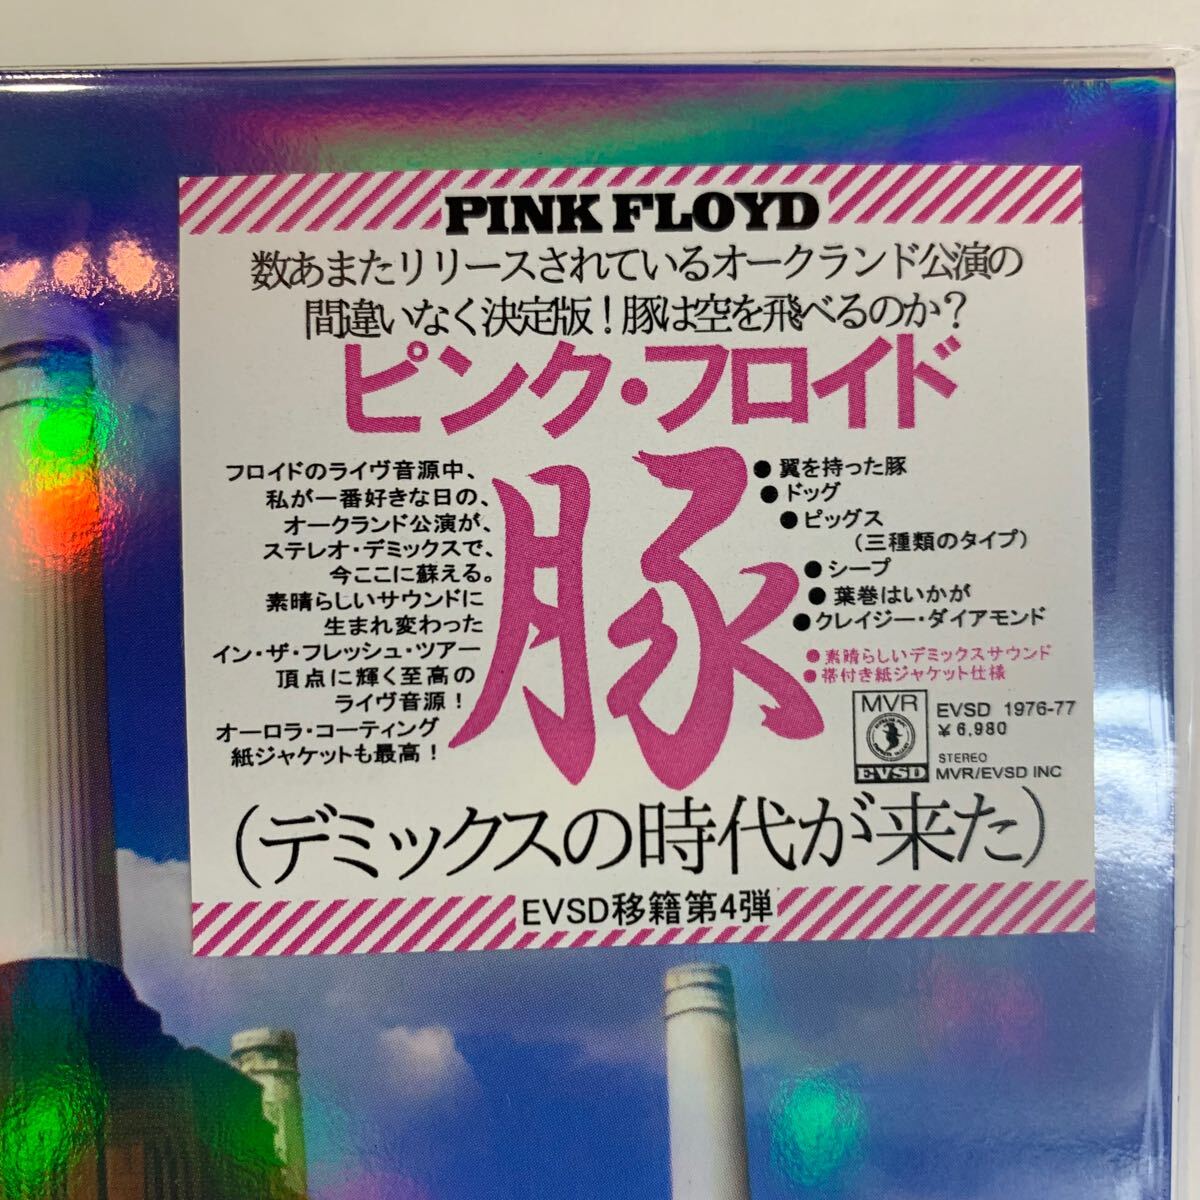 PINK FLOYD
数あまたリリースされているオークランド公演の
間違いなく決定版！豚は空を飛べるのか？
ピンク・フロイド
豚
フロイドのライヴ音源中、
私が一番好きな日の、
オークランド公演が、
ステレオ・デミックスで、
今ここに蘇える。
素晴らしいサウンドに
生まれ変わった
イン・ザ・フレッシュ・ツアー
頂点に輝く至高の
ライヴ音源！
オーロラ・コーティング
紙ジャケットも最高！
●翼を持った豚
●ドッグ
●ピッグス
（三種類のタイプ）
●シープ
●葉巻はいかが
●クレイジー・ダイアモンド
●素晴らしいデミックスサウンド
●帯付き紙ジャケット仕様
MVR
EVSD
EVSD 1976-77
￥6,980
STEREO
MVR/EVSD INC
（デミックスの時代が来た）
EVSD移籍第4弾